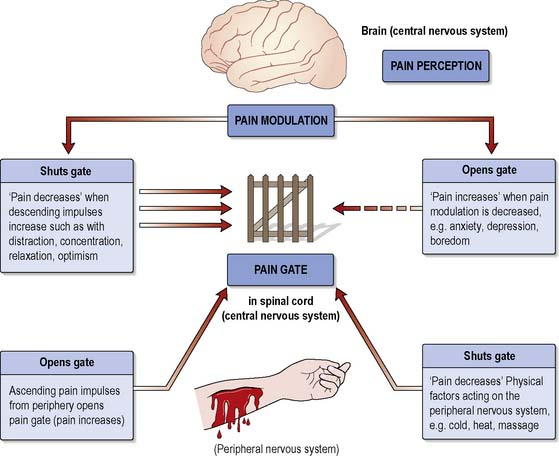 Brain (central nervous system)
PAIN PERCEPTION
PAIN MODULATION
Shuts gate
‘Pain decreases’ when
descending impulses
increase such as with
distraction, concentration,
relaxation, optimism
Opens gate
‘Pain increases’ when pain
modulation is decreased,
e.g. anxiety, depression,
boredom
PAIN GATE
in spinal cord
(central nervous system)
Opens gate
Ascending pain impulses
from periphery opens
pain gate (pain increases)
Shuts gate
‘Pain decreases’ Physical
factors acting on the
peripheral nervous system,
e.g. cold, heat, massage
(Peripheral nervous system)